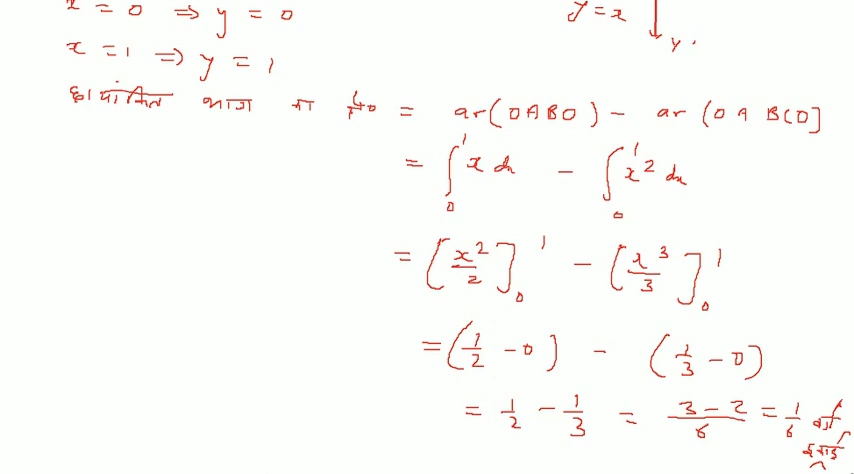 x = 0 ⇒ y = 0
y = x
y'
x = 1 ⇒ y = 1
छायांकित भाग का क्षे० = ar(OABO) - ar(OABCO]
= ∫₀¹ x dx - ∫₀¹ x² dx
= [x²/2]₀¹ - [x³/3]₀¹
= (1/2 - 0) - (1/3 - 0)
= 1/2 - 1/3 = (3-2)/6 = 1/6 वर्ग
इकाई